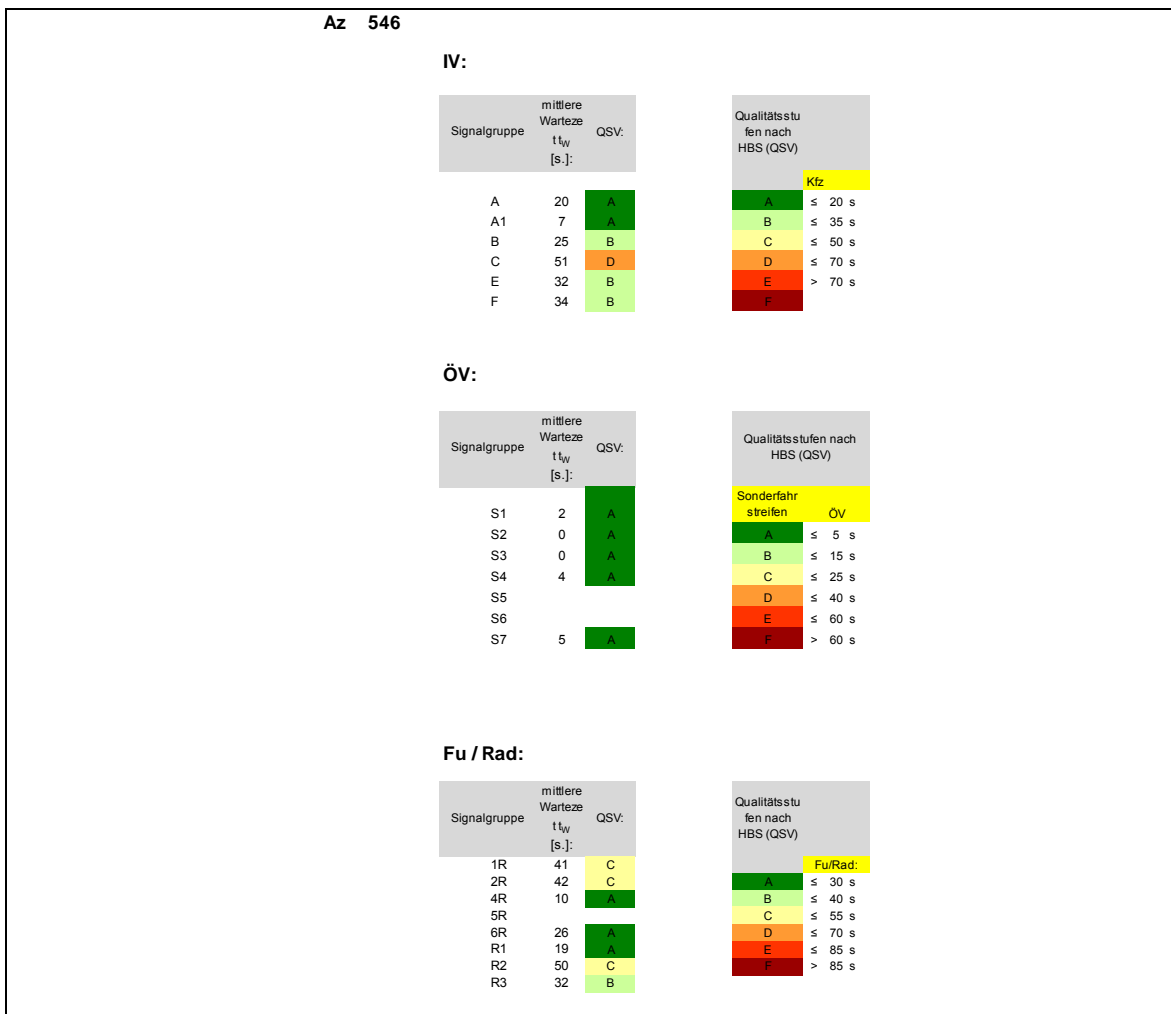 Az 546
IV:
Signalgruppe mittlere Warteze t tW [s.]: QSV:
A 20 A
A1 7 A
B 25 B
C 51 D
E 32 B
F 34 B
Qualitätsstu
fen nach
HBS (QSV)
Kfz
A ≤ 20 s
B ≤ 35 s
C ≤ 50 s
D ≤ 70 s
E > 70 s
F
ÖV:
Signalgruppe mittlere Warteze t tW [s.]: QSV:
S1 2 A
S2 0 A
S3 0 A
S4 4 A
S5
S6
S7 5 A
Qualitätsstufen nach
HBS (QSV)
Sonderfahr
streifen ÖV
A ≤ 5 s
B ≤ 15 s
C ≤ 25 s
D ≤ 40 s
E ≤ 60 s
F > 60 s
Fu / Rad:
Signalgruppe mittlere Warteze t tW [s.]: QSV:
1R 41 C
2R 42 C
4R 10 A
5R
6R 26 A
R1 19 A
R2 50 C
R3 32 B
Qualitätsstu
fen nach
HBS (QSV)
Fu/Rad:
A ≤ 30 s
B ≤ 40 s
C ≤ 55 s
D ≤ 70 s
E ≤ 85 s
F > 85 s